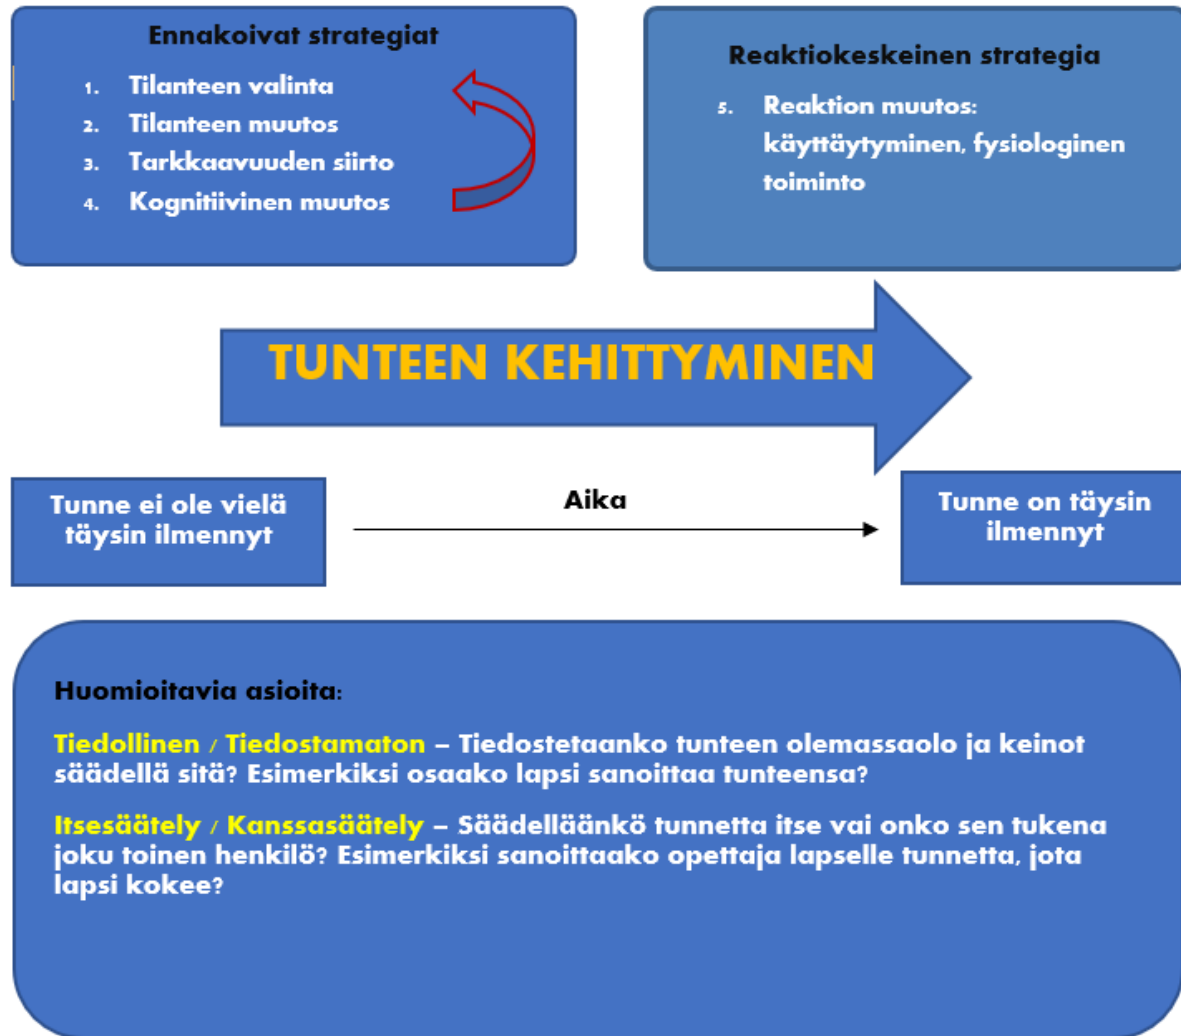 Ennakoivat strategiat
1. Tilanteen valinta
2. Tilanteen muutos
3. Tarkkaavuuden siirto
4. Kognitiivinen muutos
Reaktiokeskeinen strategia
5. Reaktion muutos:
käyttäytyminen, fysiologinen
toiminto
TUNTEEN KEHITTYMINEN
Tunne ei ole vielä
täysin ilmennyt
Aika
Tunne on täysin
ilmennyt
Huomioitavia asioita:
Tiedollinen / Tiedostamaton – Tiedostetaanko tunteen olemassaolo ja keinot
säädellä sitä? Esimerkiksi osaako lapsi sanoittaa tunteensa?
Itsesäätely / Kanssasäätely – Säädelläänkö tunnetta itse vai onko sen tukena
joku toinen henkilö? Esimerkiksi sanoittaako opettaja lapselle tunnetta, jota
lapsi kokee?